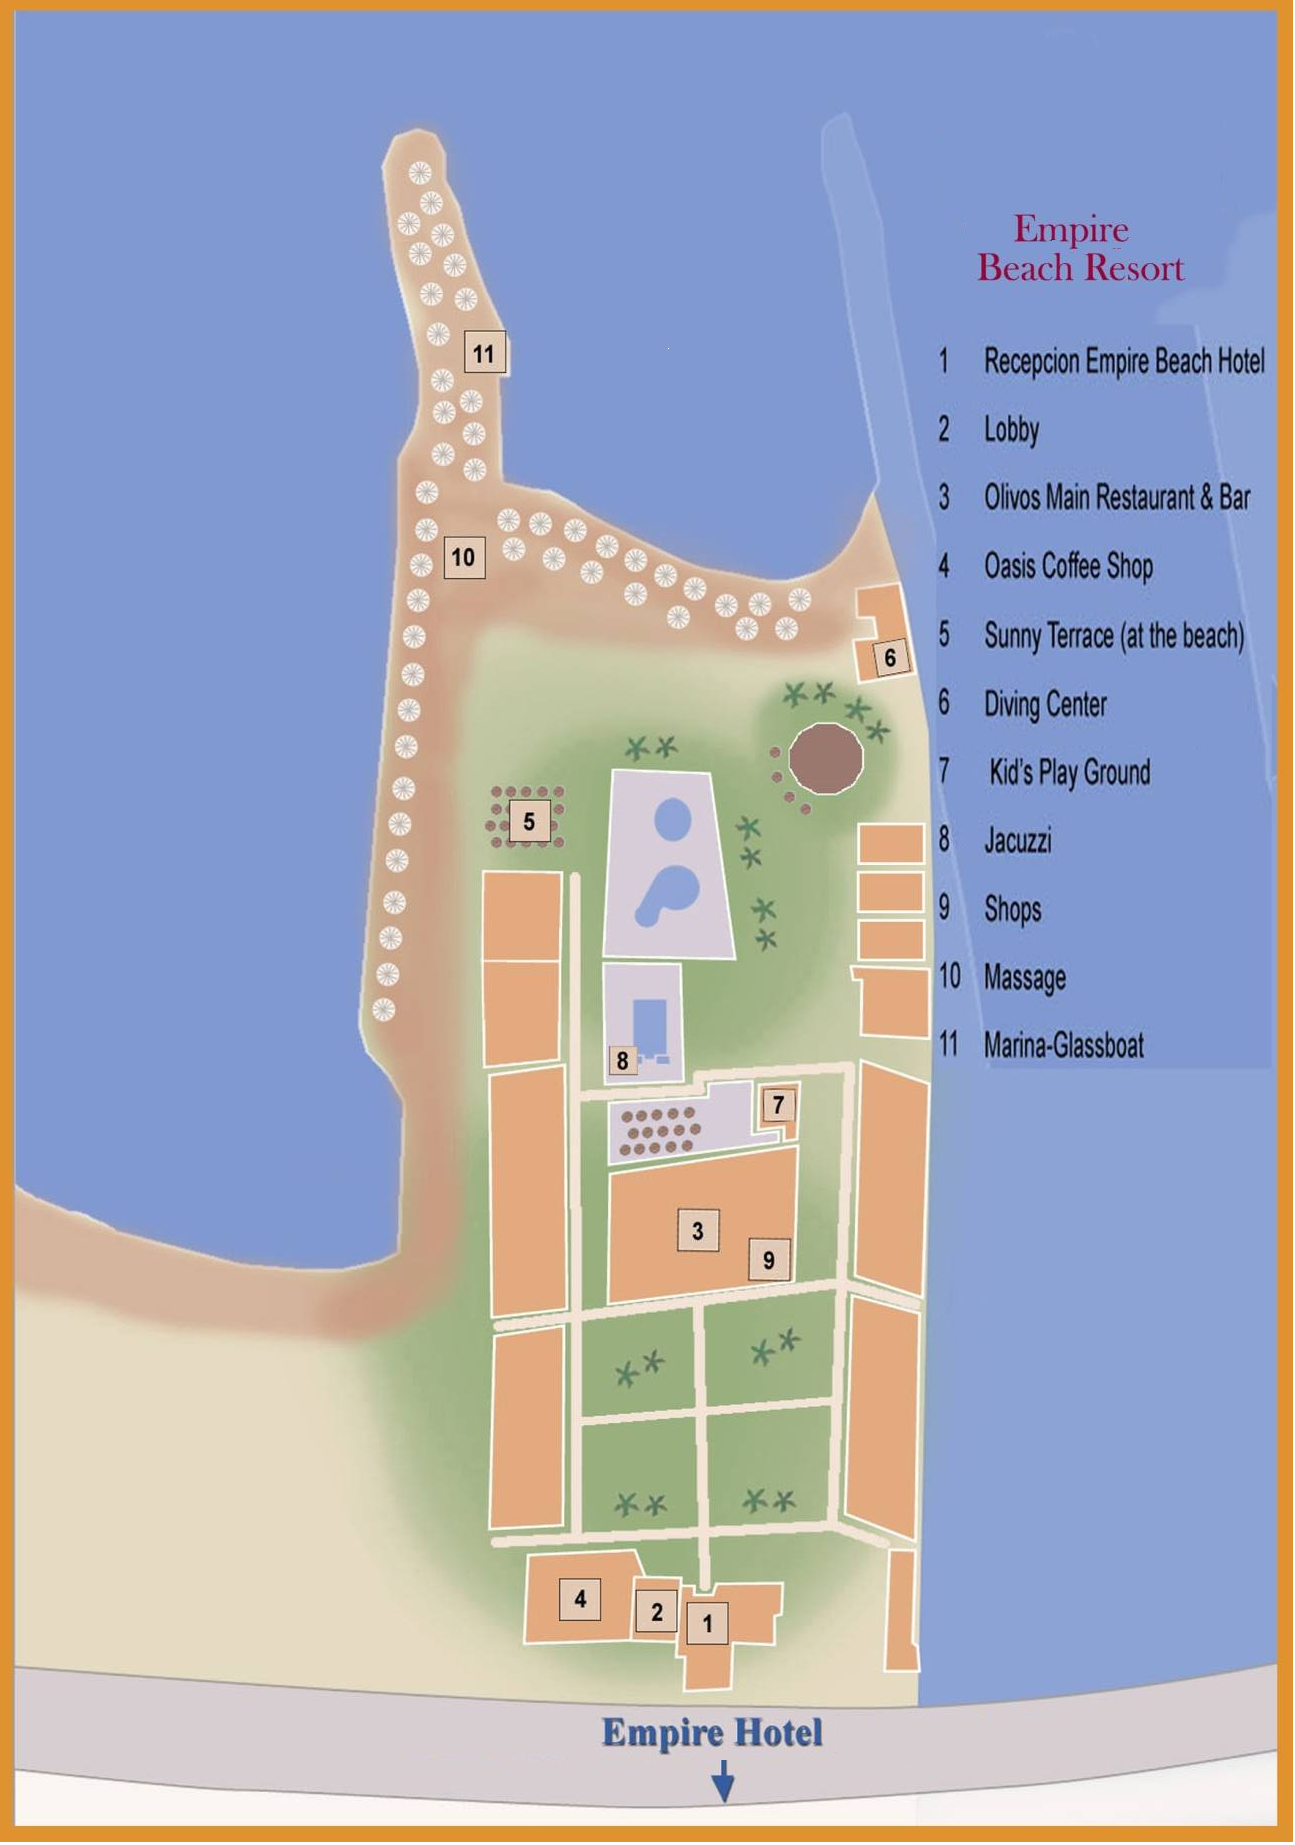 Empire
Beach Resort
1 Recepcion Empire Beach Hotel
2 Lobby
3 Olivos Main Restaurant & Bar
4 Oasis Coffee Shop
5 Sunny Terrace (at the beach)
6 Diving Center
7 Kid's Play Ground
8 Jacuzzi
9 Shops
10 Massage
11 Marina-Glassboat
11
10
6
5
8
7
3
9
4
2
1
Empire Hotel